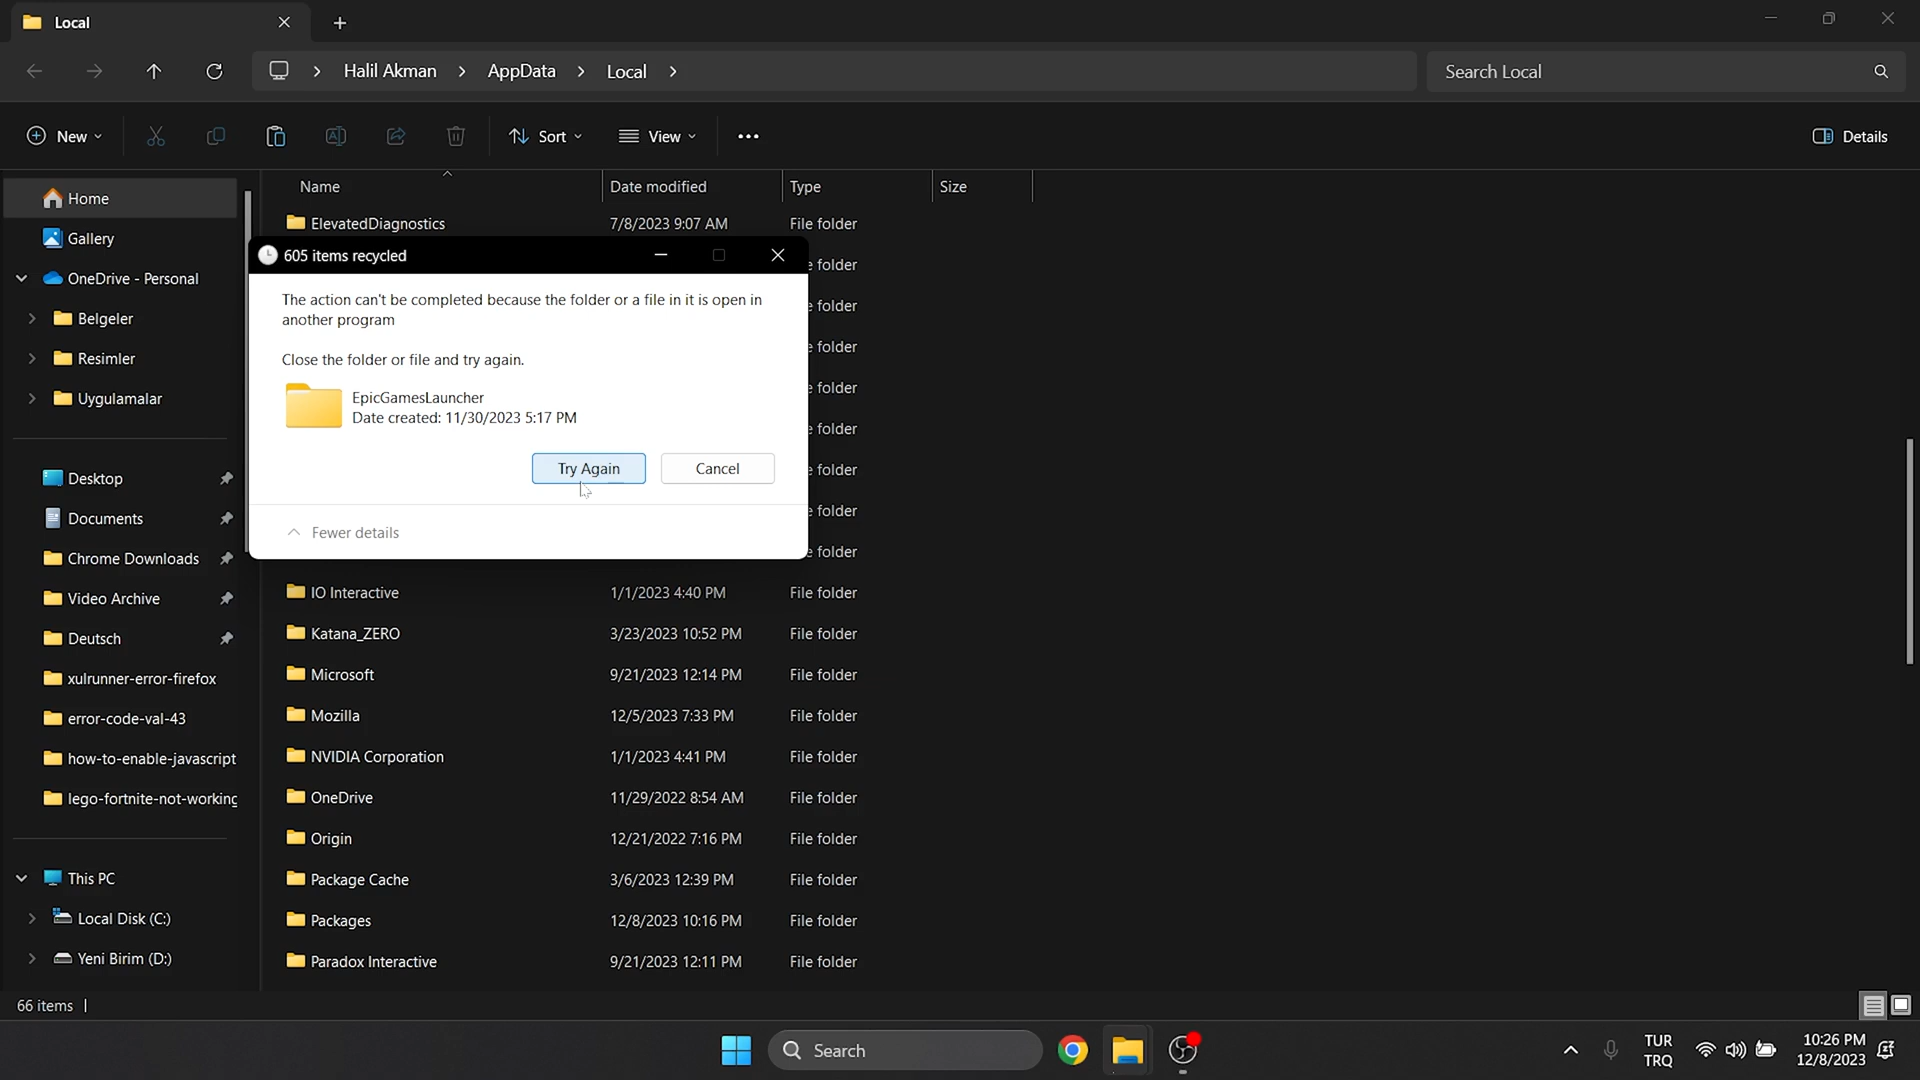 Local
Halil Akman
AppData
Local
Search Local
New
Sort
View
Details
Name
Date modified
Type
Size
Home
Gallery
OneDrive - Personal
Belgeler
Resimler
Uygulamalar
Desktop
Documents
Chrome Downloads
Video Archive
Deutsch
xulrunner-error-firefox
error-code-val-43
how-to-enable-javascript
lego-fortnite-not-working
This PC
Local Disk (C:)
Yeni Birim (D:)
ElevatedDiagnostics 7/8/2023 9:07 AM File folder
605 items recycled
The action can't be completed because the folder or a file in it is open in
another program
Close the folder or file and try again.
EpicGamesLauncher
Date created: 11/30/2023 5:17 PM
Try Again
Cancel
Fewer details
e folder
e folder
e folder
e folder
e folder
e folder
e folder
e folder
IO Interactive 1/1/2023 4:40 PM File folder
Katana_ZERO 3/23/2023 10:52 PM File folder
Microsoft 9/21/2023 12:14 PM File folder
Mozilla 12/5/2023 7:33 PM File folder
NVIDIA Corporation 1/1/2023 4:41 PM File folder
OneDrive 11/29/2022 8:54 AM File folder
Origin 12/21/2022 7:16 PM File folder
Package Cache 3/6/2023 12:39 PM File folder
Packages 12/8/2023 10:16 PM File folder
Paradox Interactive 9/21/2023 12:11 PM File folder
66 items
Search
TUR
TRQ
10:26 PM
12/8/2023